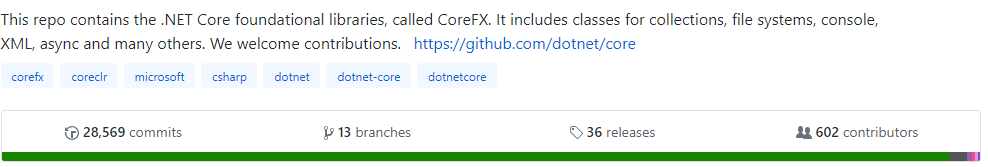 This repo contains the .NET Core foundational libraries, called CoreFX. It includes classes for collections, file systems, console,
XML, async and many others. We welcome contributions. https://github.com/dotnet/core
corefx coreclr microsoft csharp dotnet dotnet-core dotnetcore
28,569 commits 13 branches 36 releases 602 contributors